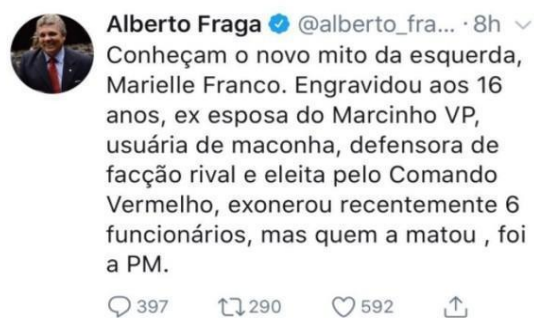 Alberto Fraga @alberto_fra... · 8h
Conheçam o novo mito da esquerda,
Marielle Franco. Engravidou aos 16
anos, ex esposa do Marcinho VP,
usuária de maconha, defensora de
facção rival e eleita pelo Comando
Vermelho, exonerou recentemente 6
funcionários, mas quem a matou , foi
a PM.
397 290 592